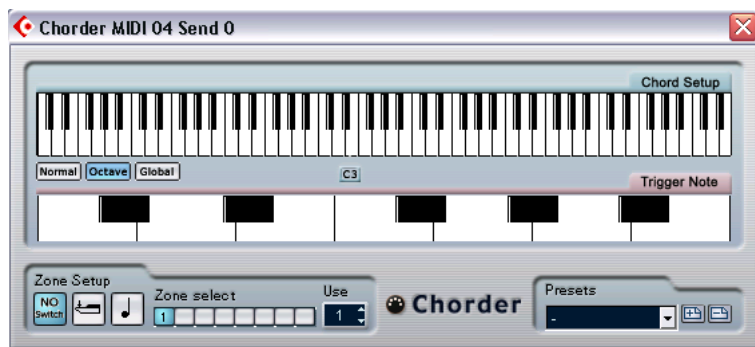 Chorder MIDI 04 Send 0
Chord Setup
Normal Octave Global C3
Trigger Note
Zone Setup
NO
Switch
Zone select
Use
1
1
Chorder
Presets
-